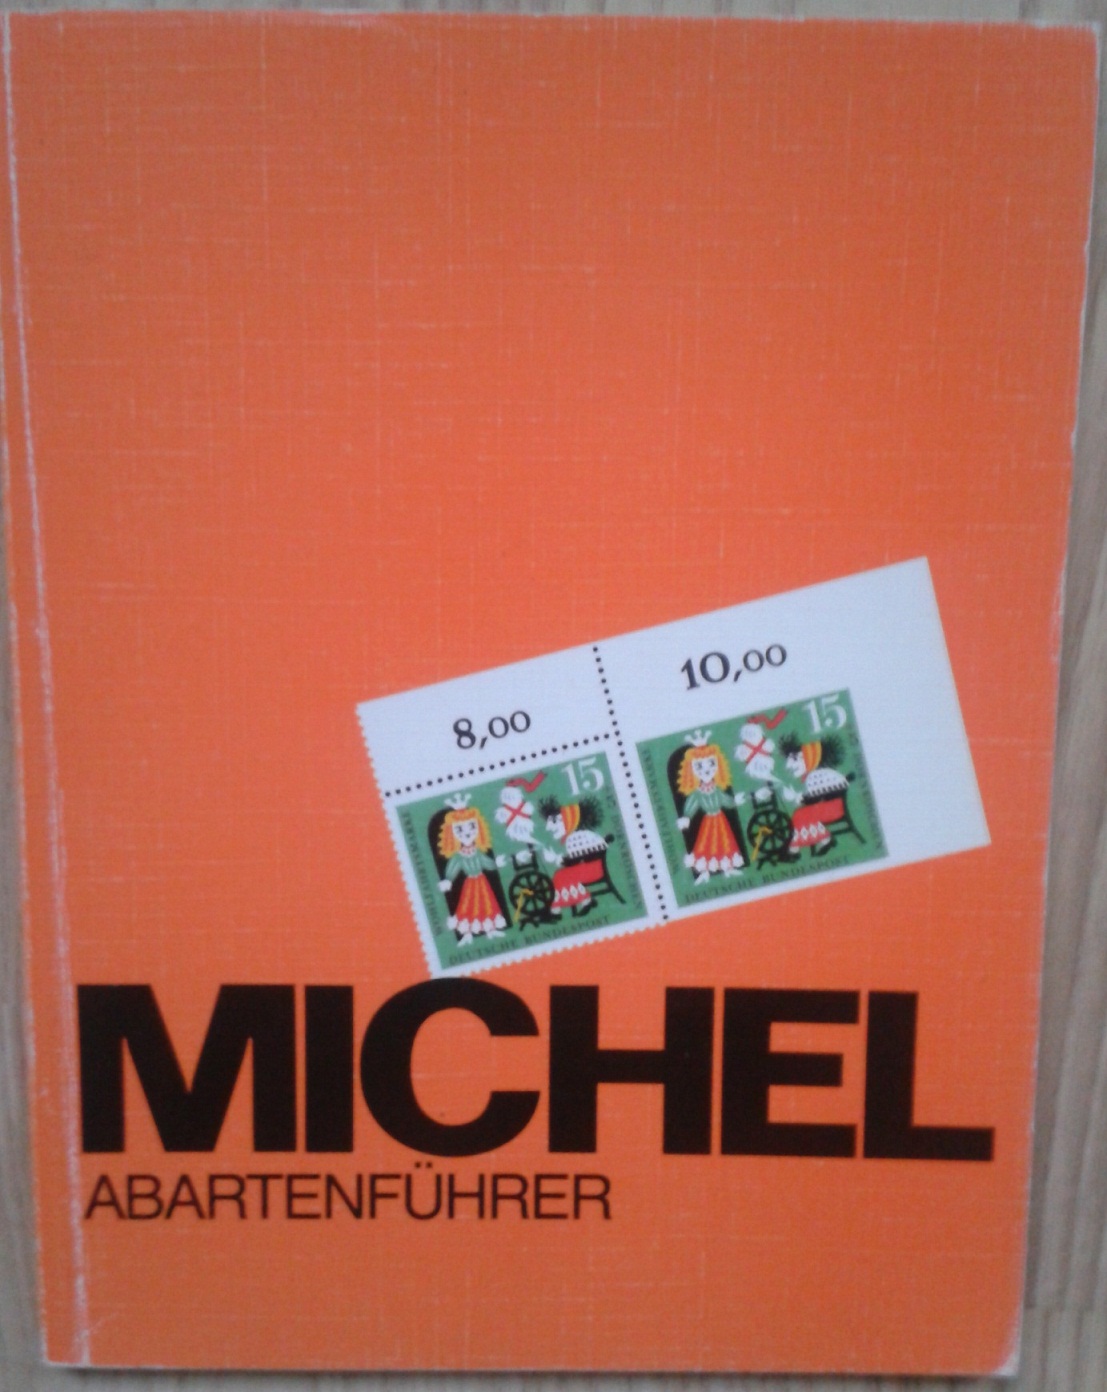 10,00
8,00
15
15
DEUTSCHE BUNDESPOST
DEUTSCHE BUNDESPOST
MICHEL
ABARTENFÜHRER